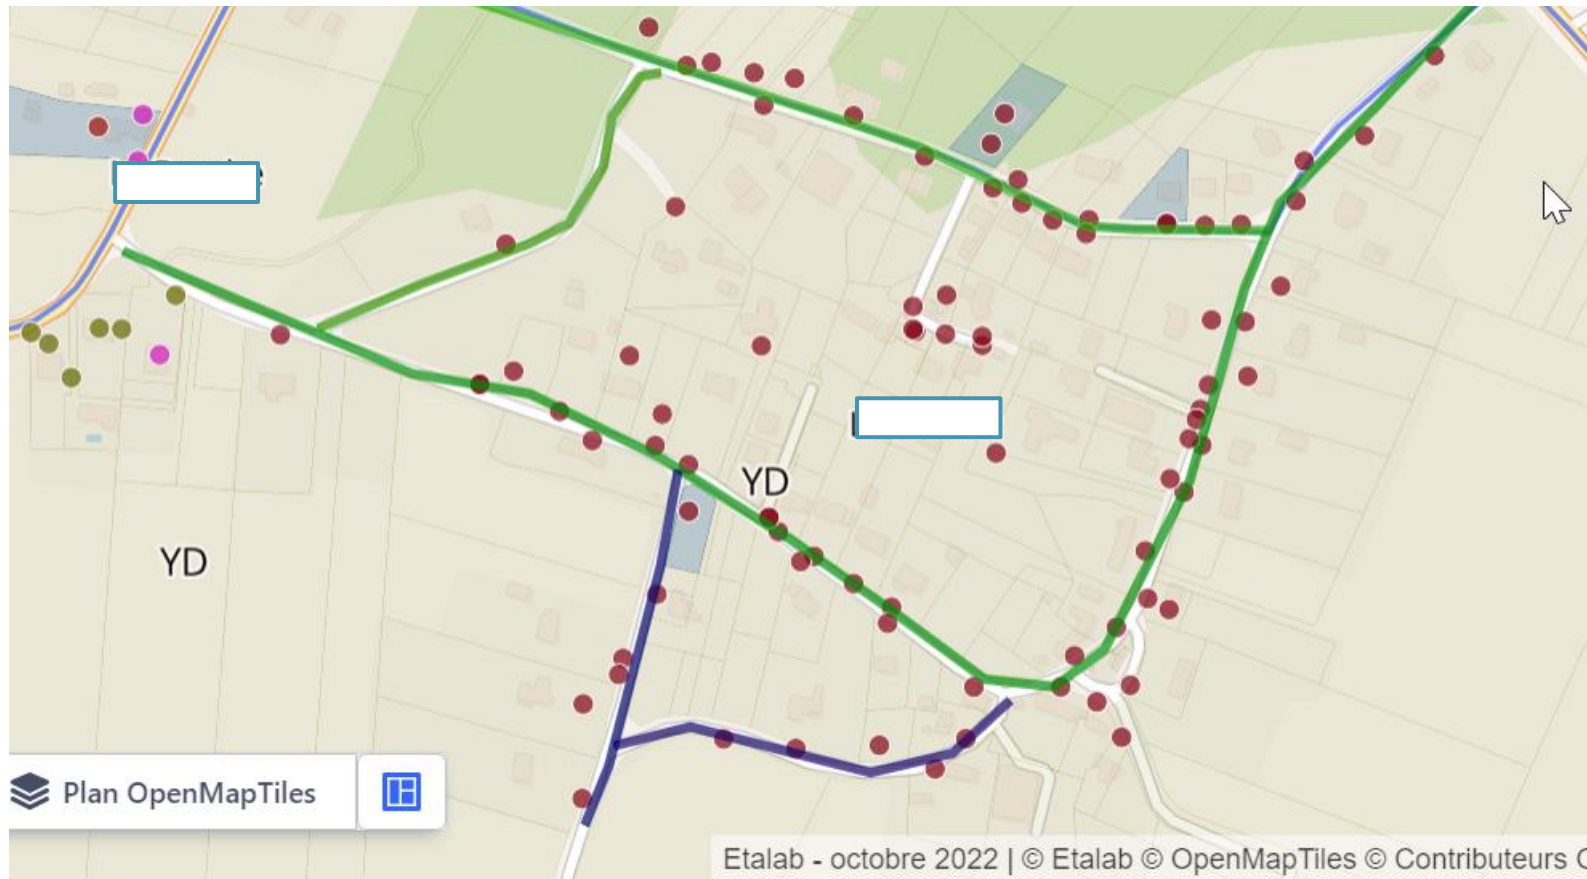 YD
YD
Plan OpenMapTiles
Etalab - octobre 2022 | © Etalab © OpenMapTiles © Contributeurs